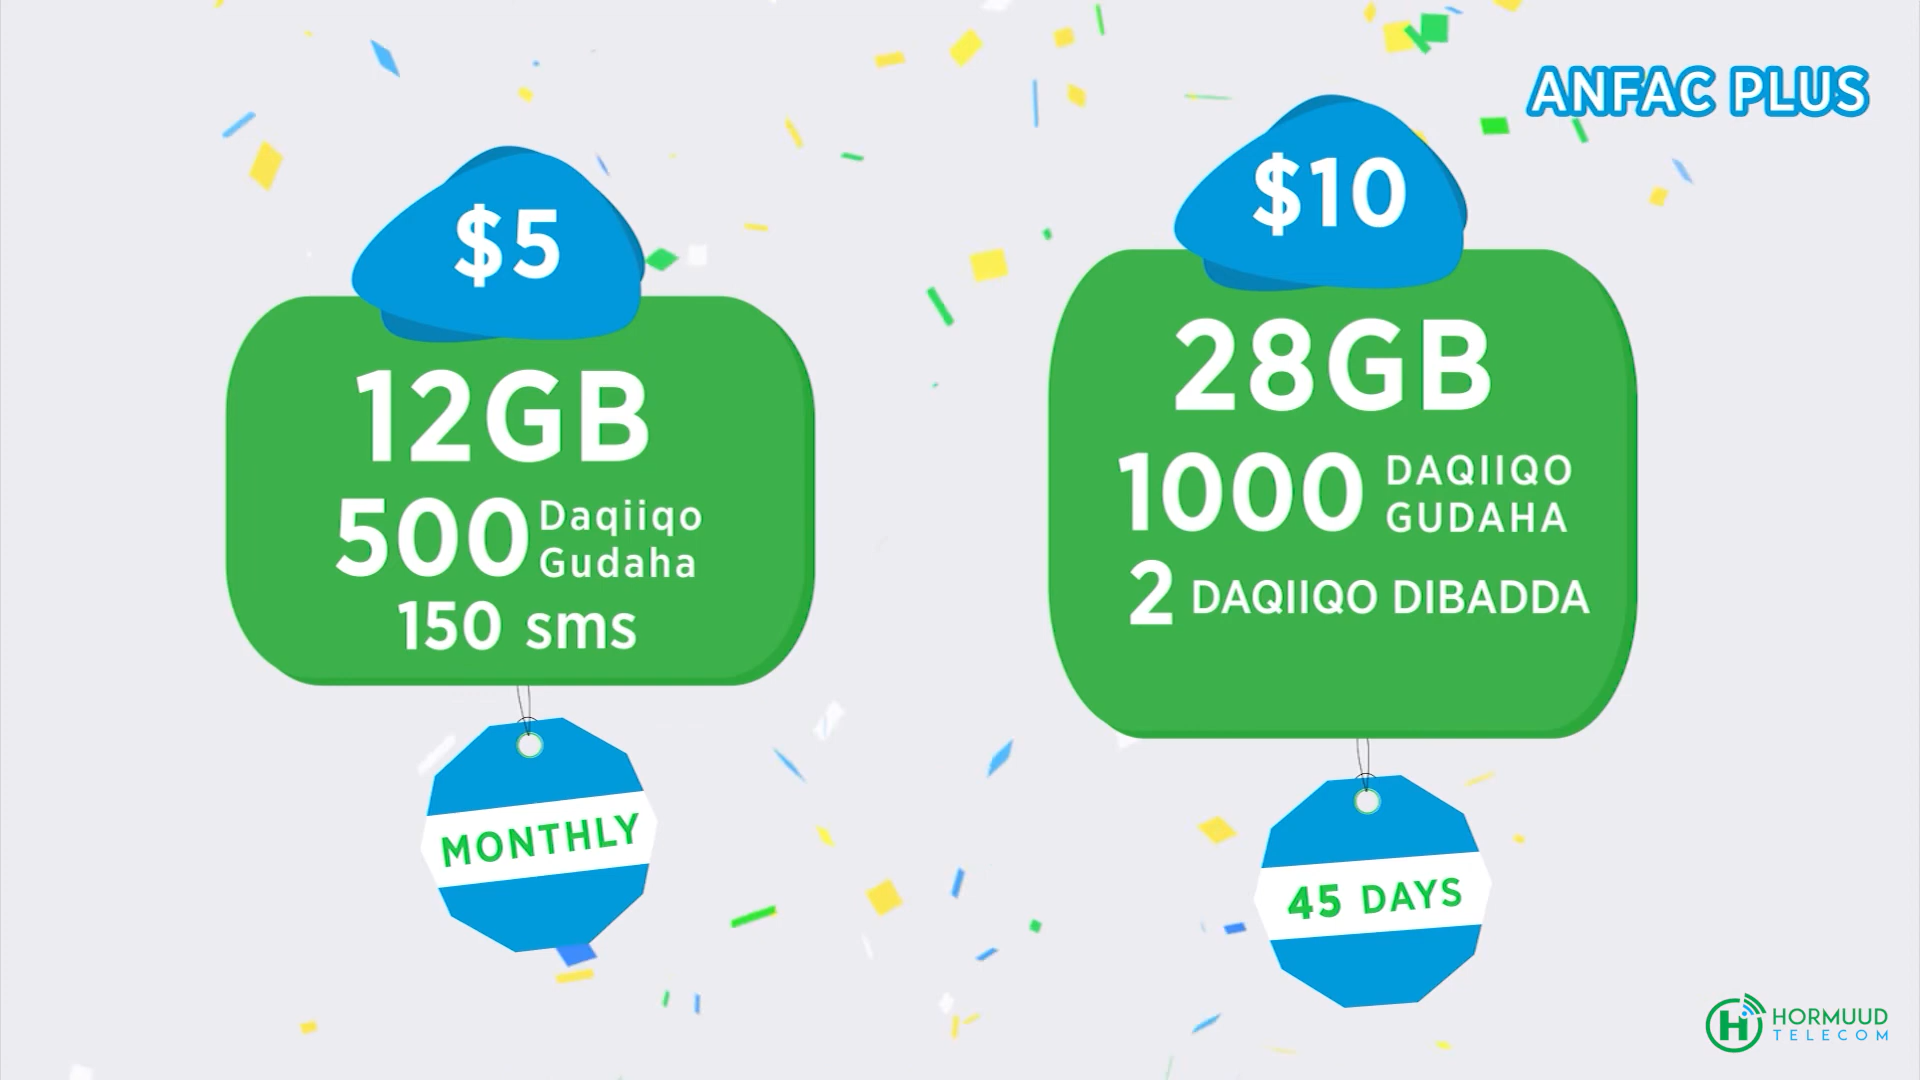 ANFAC PLUS
$5
12GB
500 Daqiiqo
Gudaha
150 sms
MONTHLY
$10
28GB
1000 DAQIIQO
GUDAHA
2 DAQIIQO DIBADDA
45 DAYS
HORMUUD
TELECOM